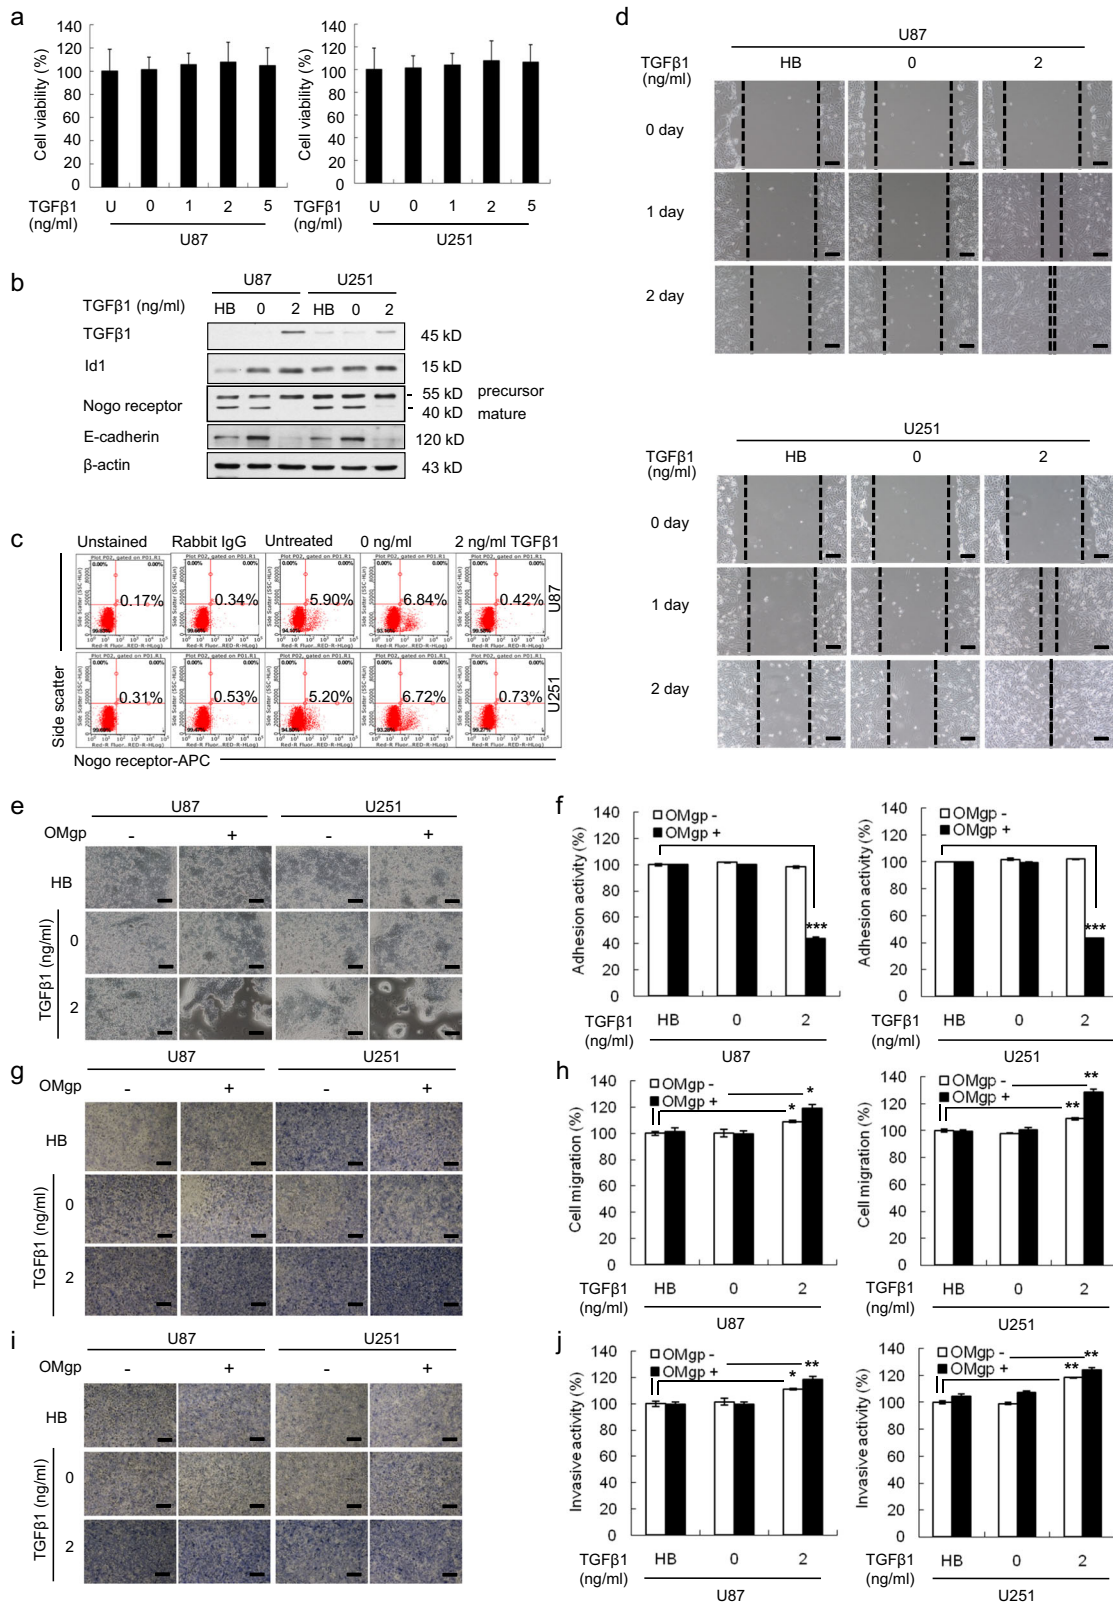 a
Cell viability (%)
140
120
100
80
60
40
20
0
TGFβ1
(ng/ml)
U 0 1 2 5
U87
Cell viability (%)
140
120
100
80
60
40
20
0
TGFβ1
(ng/ml)
U 0 1 2 5
U251
b
U87 U251
TGFβ1 (ng/ml) HB 0 2 HB 0 2
TGFβ1 45 kD
Id1 15 kD
Nogo receptor 55 kD precursor
40 kD mature
E-cadherin 120 kD
β-actin 43 kD
c
Unstained Rabbit IgG Untreated 0 ng/ml 2 ng/ml TGFβ1
0.17% 0.34% 5.90% 6.84% 0.42% U87
0.31% 0.53% 5.20% 6.72% 0.73% U251
Side scatter
Nogo receptor-APC
d
U87
TGFβ1
(ng/ml)
HB 0 2
0 day
1 day
2 day
U251
TGFβ1
(ng/ml)
HB 0 2
0 day
1 day
2 day
e
U87 U251
OMgp - + - +
HB
TGFβ1 (ng/ml)
0
2
f
Adhesion activity (%)
140
120
100
80
60
40
20
0
OMgp -
OMgp +
***
TGFβ1
(ng/ml)
HB 0 2
U87
Adhesion activity (%)
140
120
100
80
60
40
20
0
OMgp -
OMgp +
***
TGFβ1
(ng/ml)
HB 0 2
U251
g
U87 U251
OMgp - + - +
HB
TGFβ1 (ng/ml)
0
2
h
Cell migration (%)
140
120
100
80
60
40
20
0
OMgp -
OMgp +
* *
TGFβ1
(ng/ml)
HB 0 2
U87
Cell migration (%)
140
120
100
80
60
40
20
0
OMgp -
OMgp +
** **
TGFβ1
(ng/ml)
HB 0 2
U251
i
U87 U251
OMgp - + - +
HB
TGFβ1 (ng/ml)
0
2
j
Invasive activity (%)
140
120
100
80
60
40
20
0
OMgp -
OMgp +
* **
TGFβ1
(ng/ml)
HB 0 2
U87
Invasive activity (%)
140
120
100
80
60
40
20
0
OMgp -
OMgp +
** **
TGFβ1
(ng/ml)
HB 0 2
U251